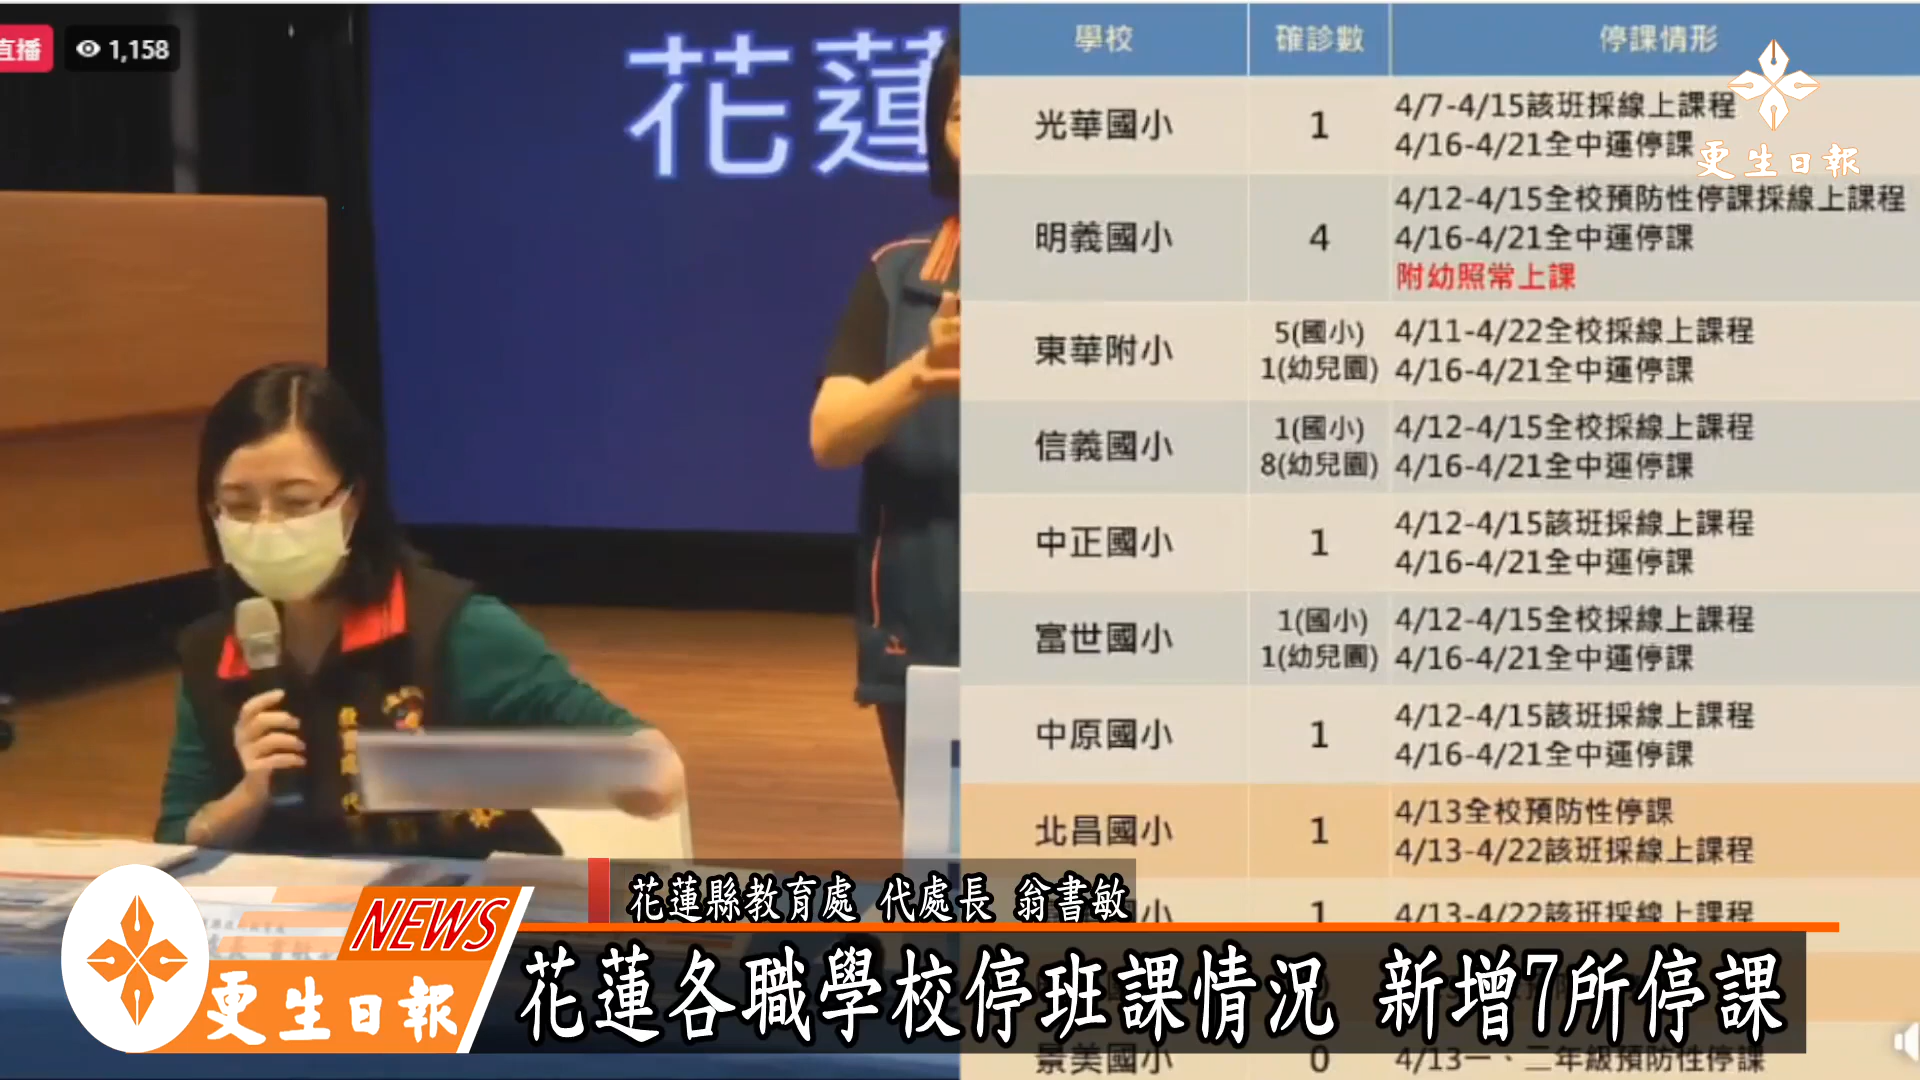 直播
1,158
花蓮
學校 確診數 停課情形
光華國小 1 4/7-4/15該班採線上課程
4/16-4/21全中運停課
明義國小 4 4/12-4/15全校預防性停課採線上課程
4/16-4/21全中運停課
附幼照常上課
東華附小 5(國小) 4/11-4/22全校採線上課程
1(幼兒園) 4/16-4/21全中運停課
信義國小 1(國小) 4/12-4/15全校採線上課程
8(幼兒園) 4/16-4/21全中運停課
中正國小 1 4/12-4/15該班採線上課程
4/16-4/21全中運停課
富世國小 1(國小) 4/12-4/15全校採線上課程
1(幼兒園) 4/16-4/21全中運停課
中原國小 1 4/12-4/15該班採線上課程
4/16-4/21全中運停課
北昌國小 1 4/13全校預防性停課
4/13-4/22該班採線上課程
1 4/13-4/22該班採線上課程
景美國小 0 4/13一、二年級預防性停課
更生日報
花蓮縣教育處 代處長 翁書敏
NEWS
更生日報
花蓮各職學校停班課情況 新增7所停課